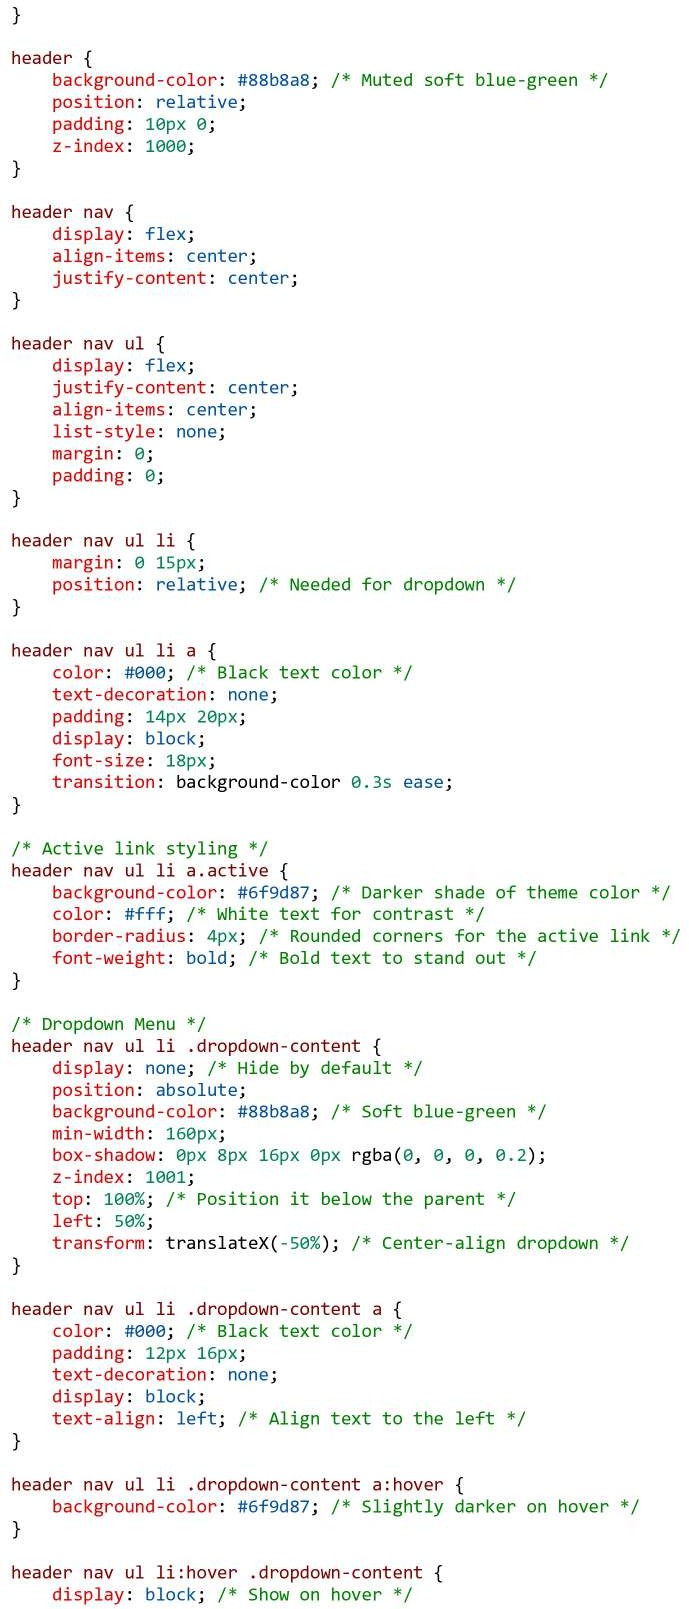 }
header {
    background-color: #88b8a8; /* Muted soft blue-green */
    position: relative;
    padding: 10px 0;
    z-index: 1000;
}
header nav {
    display: flex;
    align-items: center;
    justify-content: center;
}
header nav ul {
    display: flex;
    justify-content: center;
    align-items: center;
    list-style: none;
    margin: 0;
    padding: 0;
}
header nav ul li {
    margin: 0 15px;
    position: relative; /* Needed for dropdown */
}
header nav ul li a {
    color: #000; /* Black text color */
    text-decoration: none;
    padding: 14px 20px;
    display: block;
    font-size: 18px;
    transition: background-color 0.3s ease;
}
/* Active link styling */
header nav ul li a.active {
    background-color: #6f9d87; /* Darker shade of theme color */
    color: #fff; /* White text for contrast */
    border-radius: 4px; /* Rounded corners for the active link */
    font-weight: bold; /* Bold text to stand out */
}
/* Dropdown Menu */
header nav ul li .dropdown-content {
    display: none; /* Hide by default */
    position: absolute;
    background-color: #88b8a8; /* Soft blue-green */
    min-width: 160px;
    box-shadow: 0px 8px 16px 0px rgba(0, 0, 0, 0.2);
    z-index: 1001;
    top: 100%; /* Position it below the parent */
    left: 50%;
    transform: translateX(-50%); /* Center-align dropdown */
}
header nav ul li .dropdown-content a {
    color: #000; /* Black text color */
    padding: 12px 16px;
    text-decoration: none;
    display: block;
    text-align: left; /* Align text to the left */
}
header nav ul li .dropdown-content a:hover {
    background-color: #6f9d87; /* Slightly darker on hover */
}
header nav ul li:hover .dropdown-content {
    display: block; /* Show on hover */